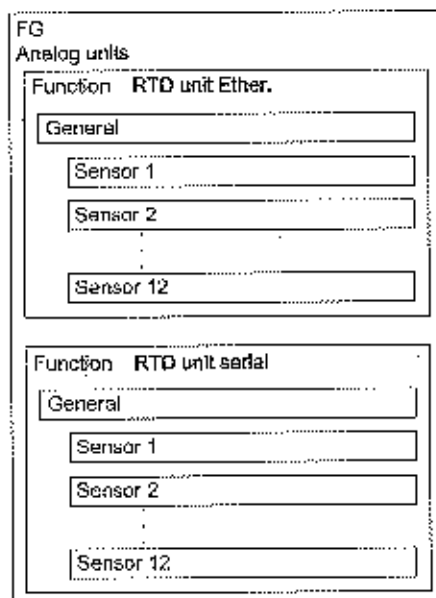 FG
Analog units
Function RTD unit Ether.
General
Sensor 1
Sensor 2
Sensor 12
Function RTD unit serial
General
Sensor 1
Sensor 2
Sensor 12